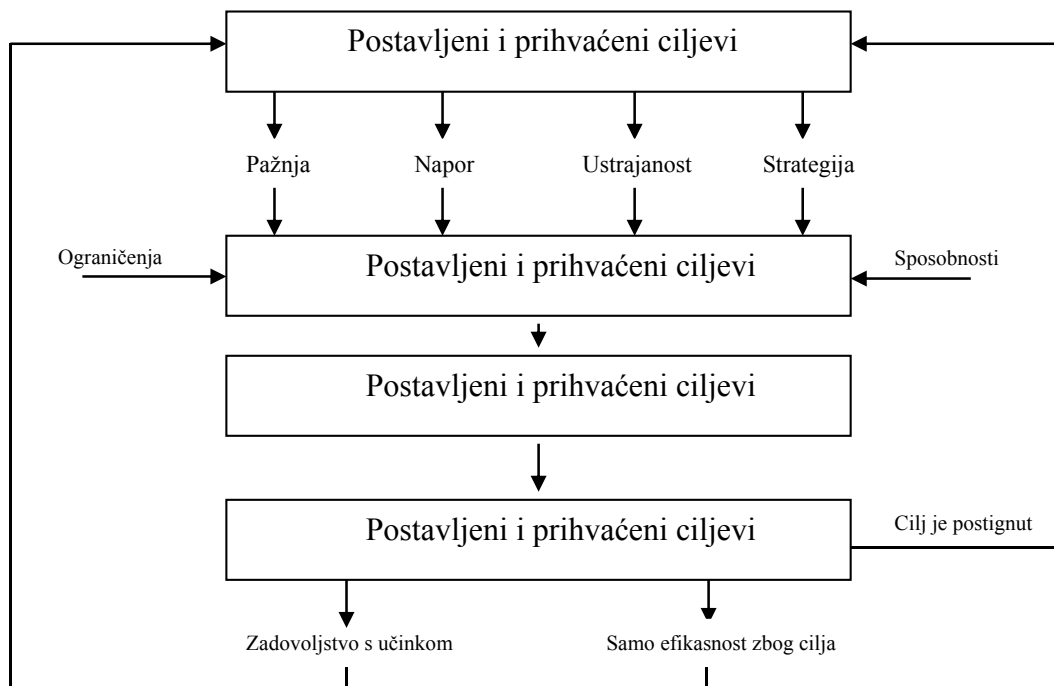 Postavljeni i prihvaćeni ciljevi
Pažnja
Napor
Ustrajanost
Strategija
Ograničenja
Postavljeni i prihvaćeni ciljevi
Sposobnosti
Postavljeni i prihvaćeni ciljevi
Postavljeni i prihvaćeni ciljevi
Cilj je postignut
Zadovoljstvo s učinkom
Samo efikasnost zbog cilja